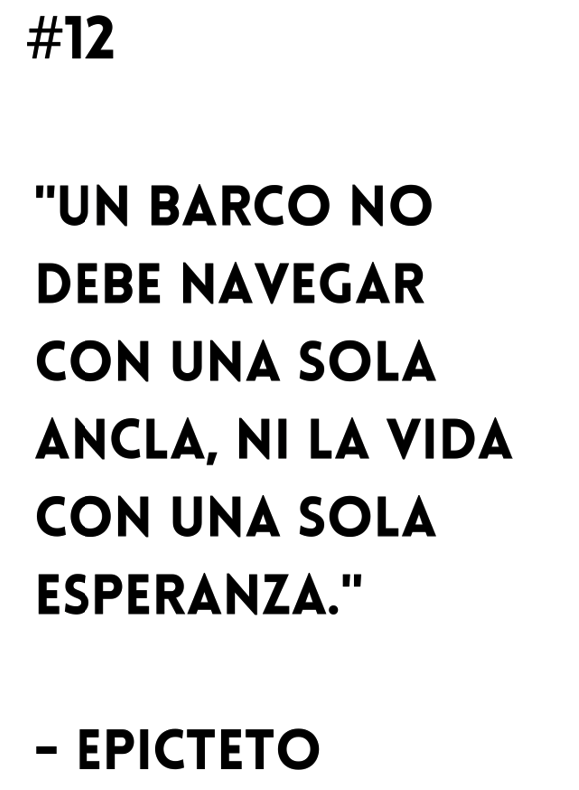 #12
"UN BARCO NO
DEBE NAVEGAR
CON UNA SOLA
ANCLA, NI LA VIDA
CON UNA SOLA
ESPERANZA."
- EPICTETO